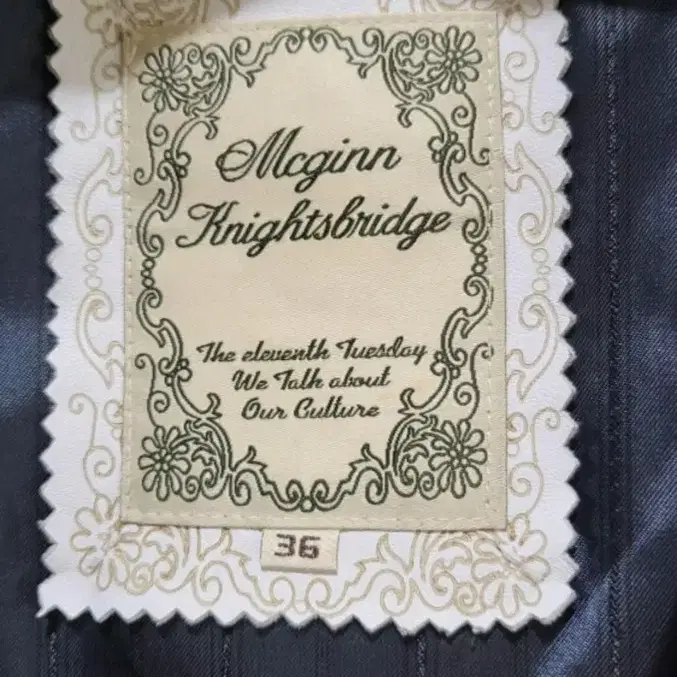 Mcginn
Knightsbridge
The eleventh Tuesday
We Talk about
Our Culture
36